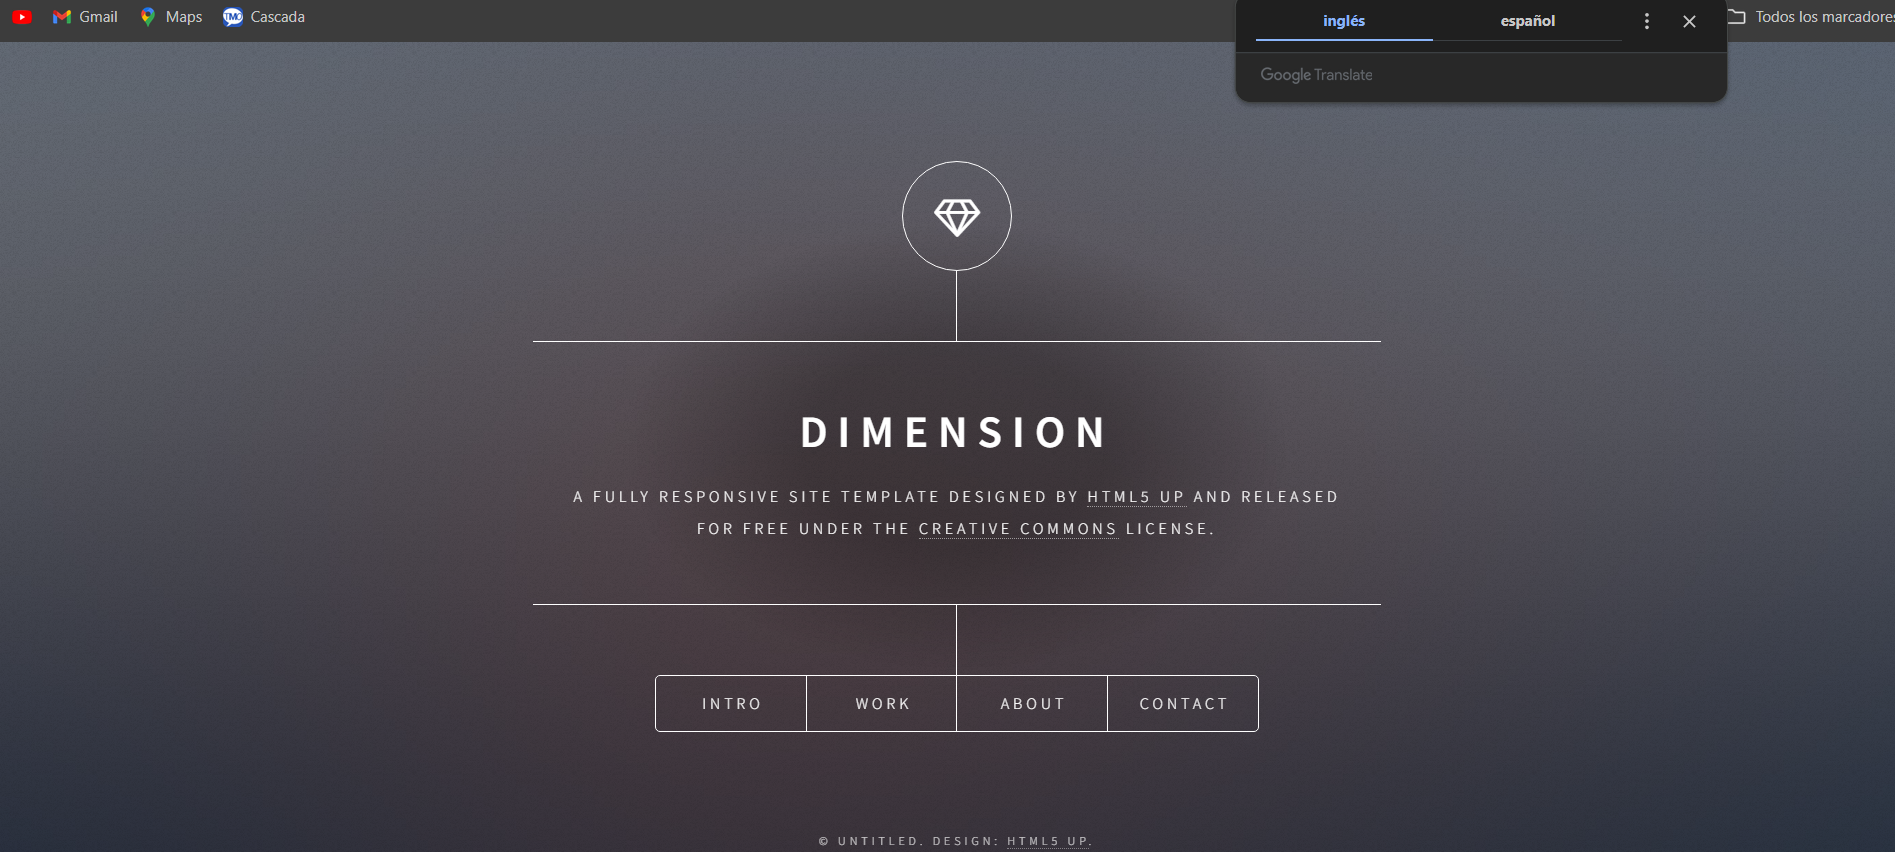 Gmail
Maps
TMO
Cascada
inglés
español
Todos los marcadores
Google Translate
DIMENSION
A FULLY RESPONSIVE SITE TEMPLATE DESIGNED BY HTML5 UP AND RELEASED
FOR FREE UNDER THE CREATIVE COMMONS LICENSE.
INTRO
WORK
ABOUT
CONTACT
© UNTITLED. DESIGN: HTML5 UP.